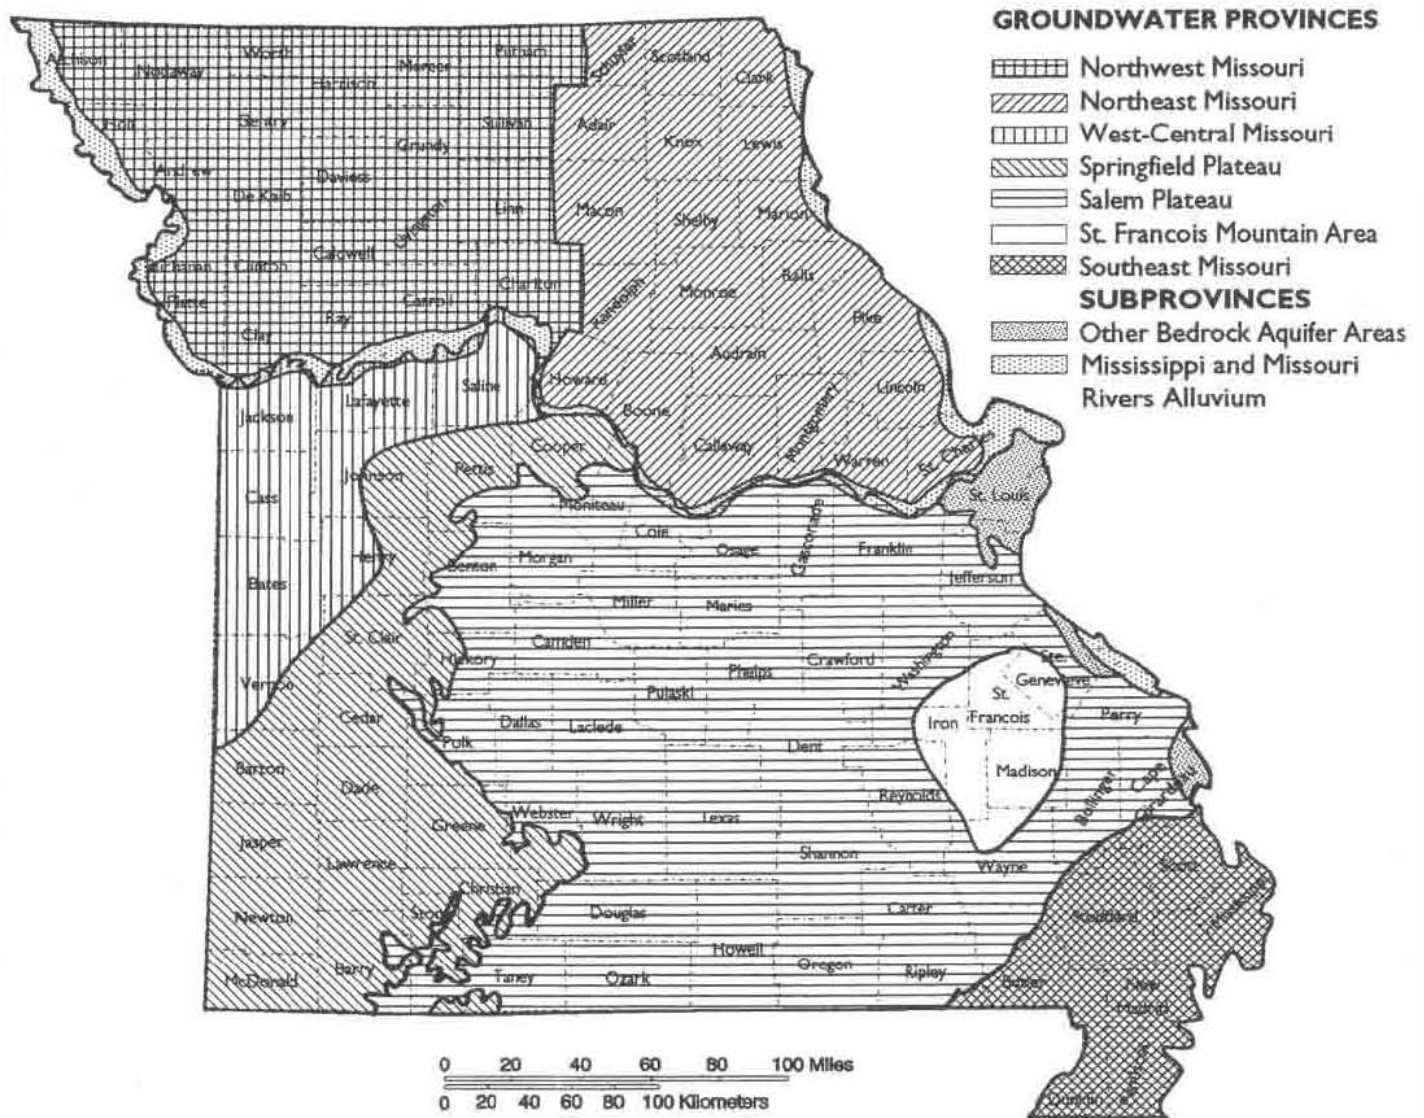 GROUNDWATER PROVINCES
Northwest Missouri
Northeast Missouri
West-Central Missouri
Springfield Plateau
Salem Plateau
St. Francois Mountain Area
Southeast Missouri
SUBPROVINCES
Other Bedrock Aquifer Areas
Mississippi and Missouri
Rivers Alluvium
Atchison
Nodaway
Worth
Harrison
Mercer
Putnam
Schuyler
Scotland
Clark
Holt
Gentry
Grundy
Sullivan
Adair
Knox
Lewis
Andrew
De Kalb
Daviess
Livingston
Linn
Macon
Shelby
Marion
Buchanan
Clinton
Caldwell
Chariton
Randolph
Monroe
Ralls
Platte
Clay
Ray
Carroll
Pike
Audrain
Jackson
Lafayette
Saline
Howard
Boone
Callaway
Montgomery
Lincoln
Warren
St. Charles
Cass
Johnson
Pettis
Cooper
Moniteau
Cole
Osage
Gasconade
Franklin
St. Louis
Bates
Henry
Benton
Morgan
Miller
Maries
Jefferson
St. Clair
Hickory
Camden
Pulaski
Phelps
Crawford
Washington
Ste.
Genevieve
Vernon
Cedar
Polk
Dallas
Laclede
Dent
Iron
St.
Francois
Perry
Barton
Dade
Greene
Webster
Wright
Texas
Reynolds
Madison
Bollinger
Cape
Girardeau
Jasper
Lawrence
Christian
Shannon
Wayne
Scott
Newton
Stone
Douglas
Carter
Stoddard
Mississippi
McDonald
Barry
Taney
Ozark
Howell
Oregon
Ripley
Butler
New
Madrid
Dunklin
0 20 40 60 80 100 Miles
0 20 40 60 80 100 Kilometers